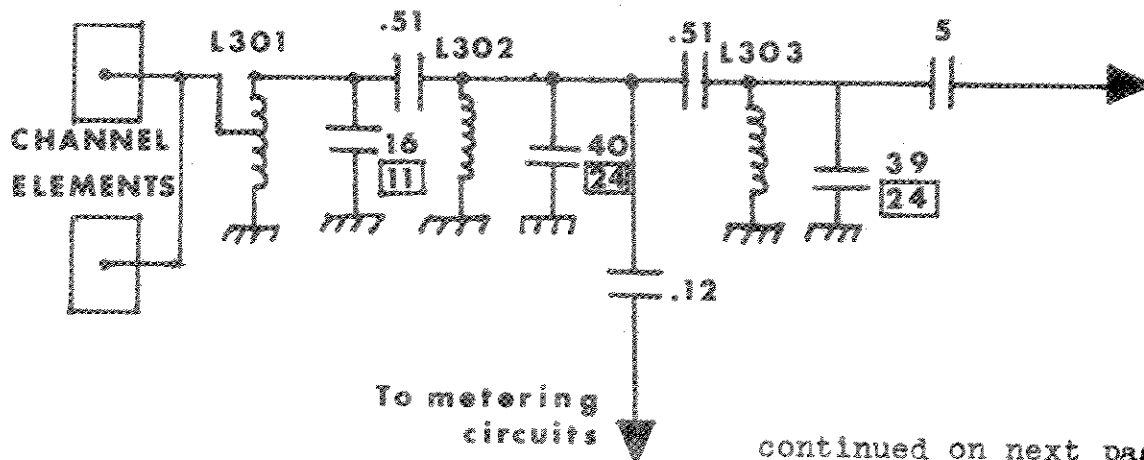 L301
.51
L302
.51
L303
5
CHANNEL
ELEMENTS
16
11
40
24
39
24
.12
To metering
circuits
continued on next